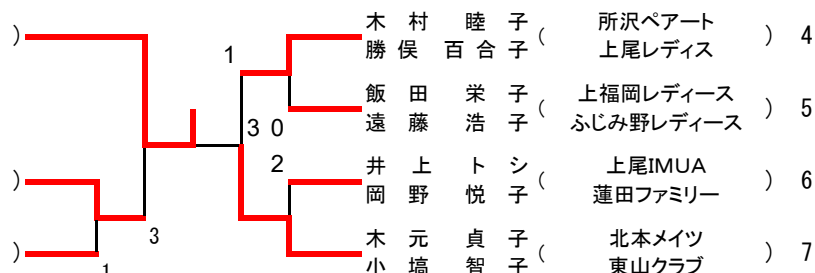 ) 木村 睦子 ( 所沢ペアート ) 4
勝俣 百合子 上尾レディス
1
飯田 栄子 ( 上福岡レディース ) 5
遠藤 浩子 ふじみ野レディース
3 0
2
) 井上 トシ ( 上尾IMUA ) 6
岡野 悦子 蓮田ファミリー
3
) 木元 貞子 ( 北本メイツ ) 7
1 小塙 智子 東山クラブ